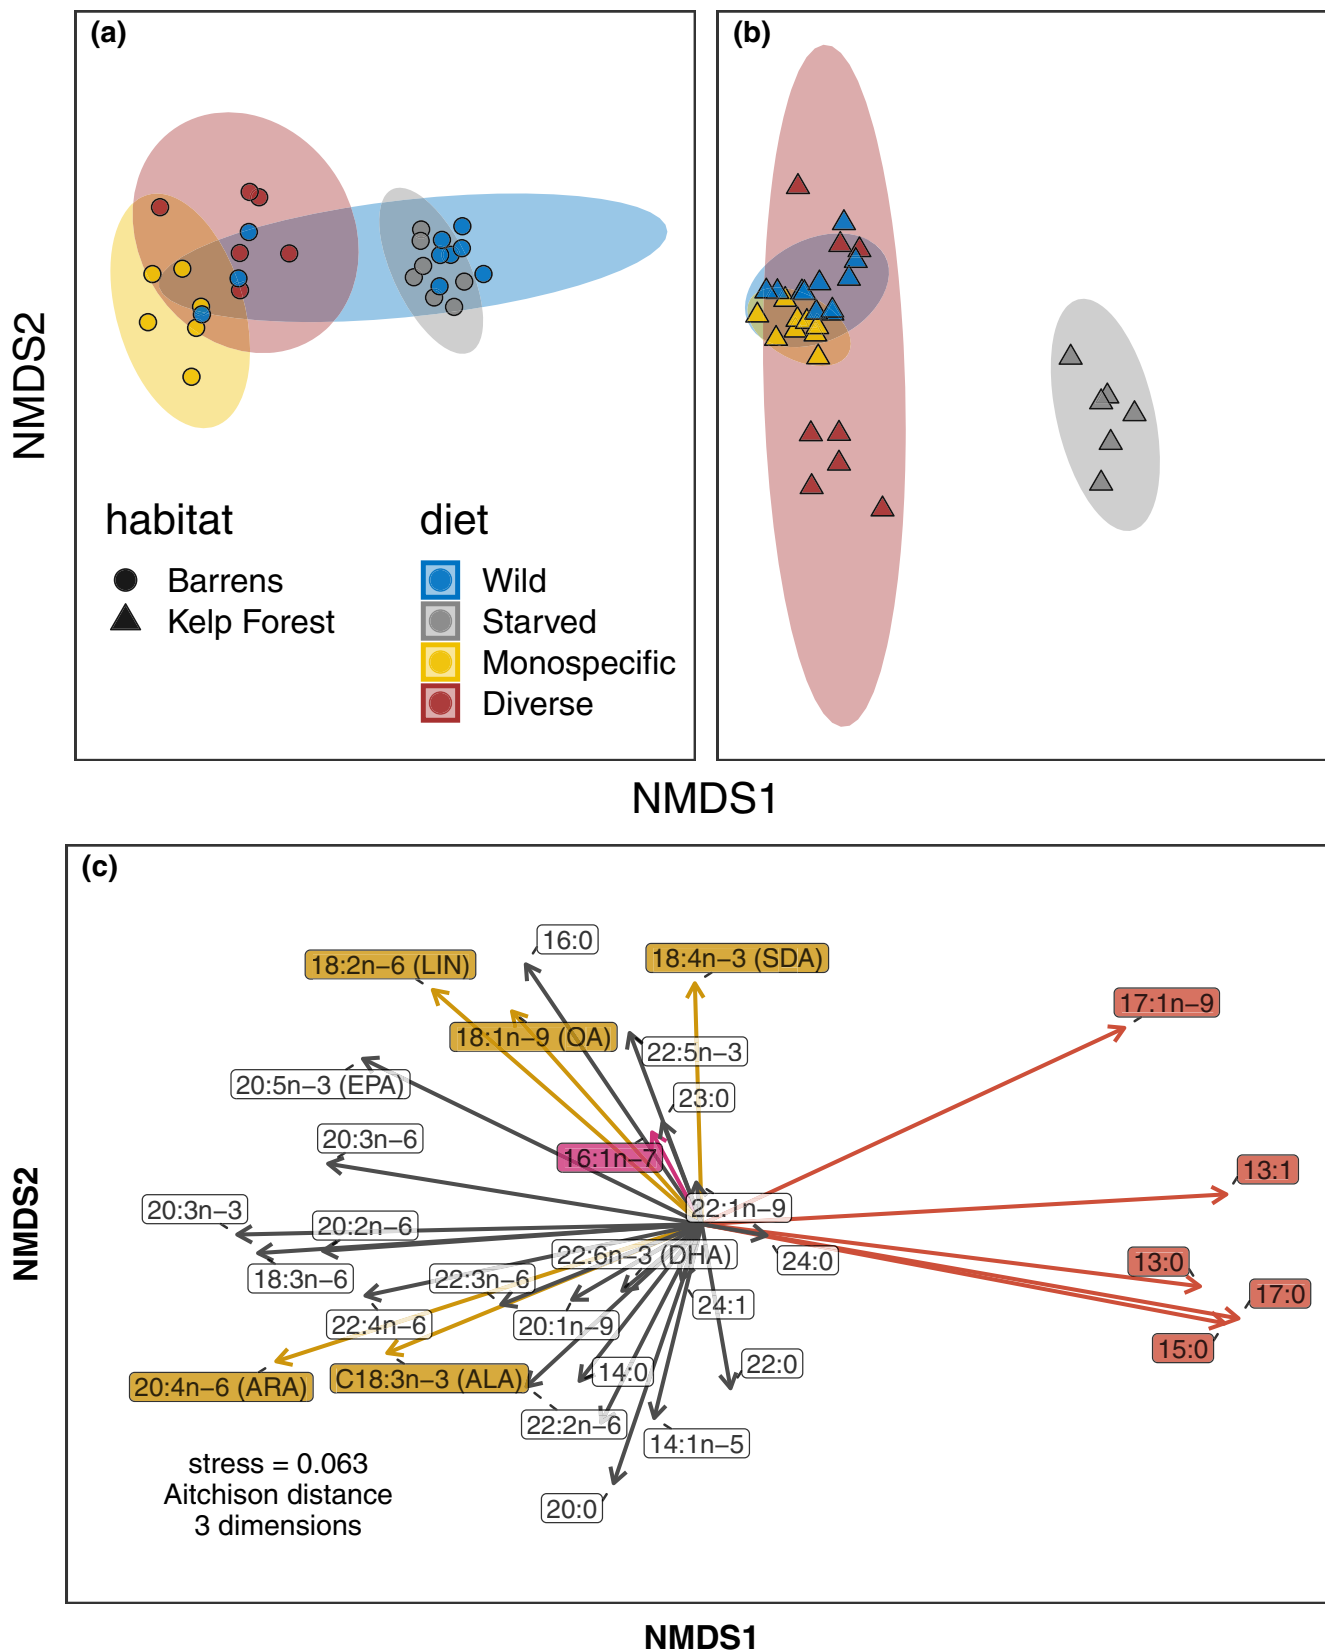 (a)
(b)
NMDS2
habitat
Barrens
Kelp Forest
diet
Wild
Starved
Monospecific
Diverse
NMDS1
(c)
16:0
18:2n−6 (LIN)
18:4n−3 (SDA)
17:1n−9
18:1n−9 (OA)
22:5n−3
20:5n−3 (EPA)
23:0
20:3n−6
16:1n−7
13:1
20:3n−3
22:1n−9
20:2n−6
22:6n−3 (DHA)
24:0
13:0
18:3n−6
22:3n−6
17:0
24:1
22:4n−6
20:1n−9
15:0
22:0
14:0
C18:3n−3 (ALA)
20:4n−6 (ARA)
22:2n−6
14:1n−5
20:0
stress = 0.063
Aitchison distance
3 dimensions
NMDS2
NMDS1